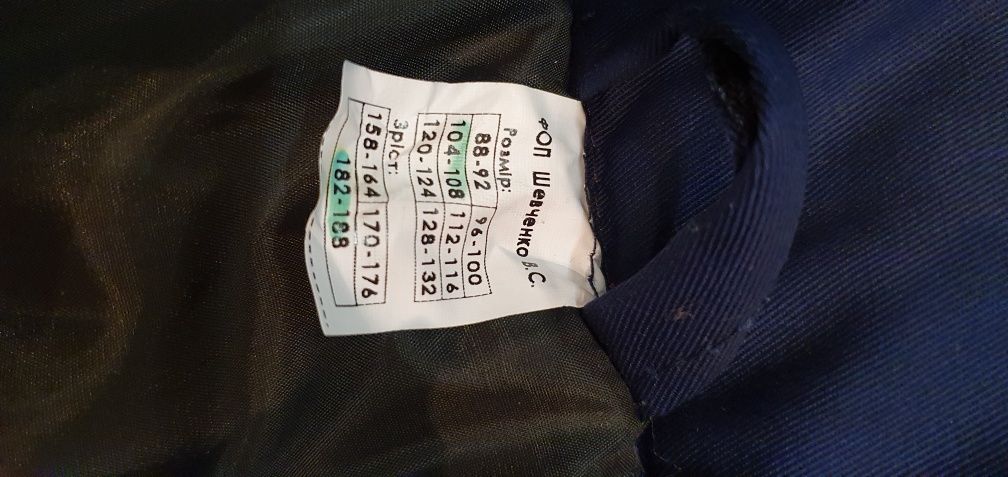 ФОП Шевченко В.С.
Розмір:
88-92 96-100
104-108 112-116
120-124 128-132
Зріст:
158-164 170-176
182-188